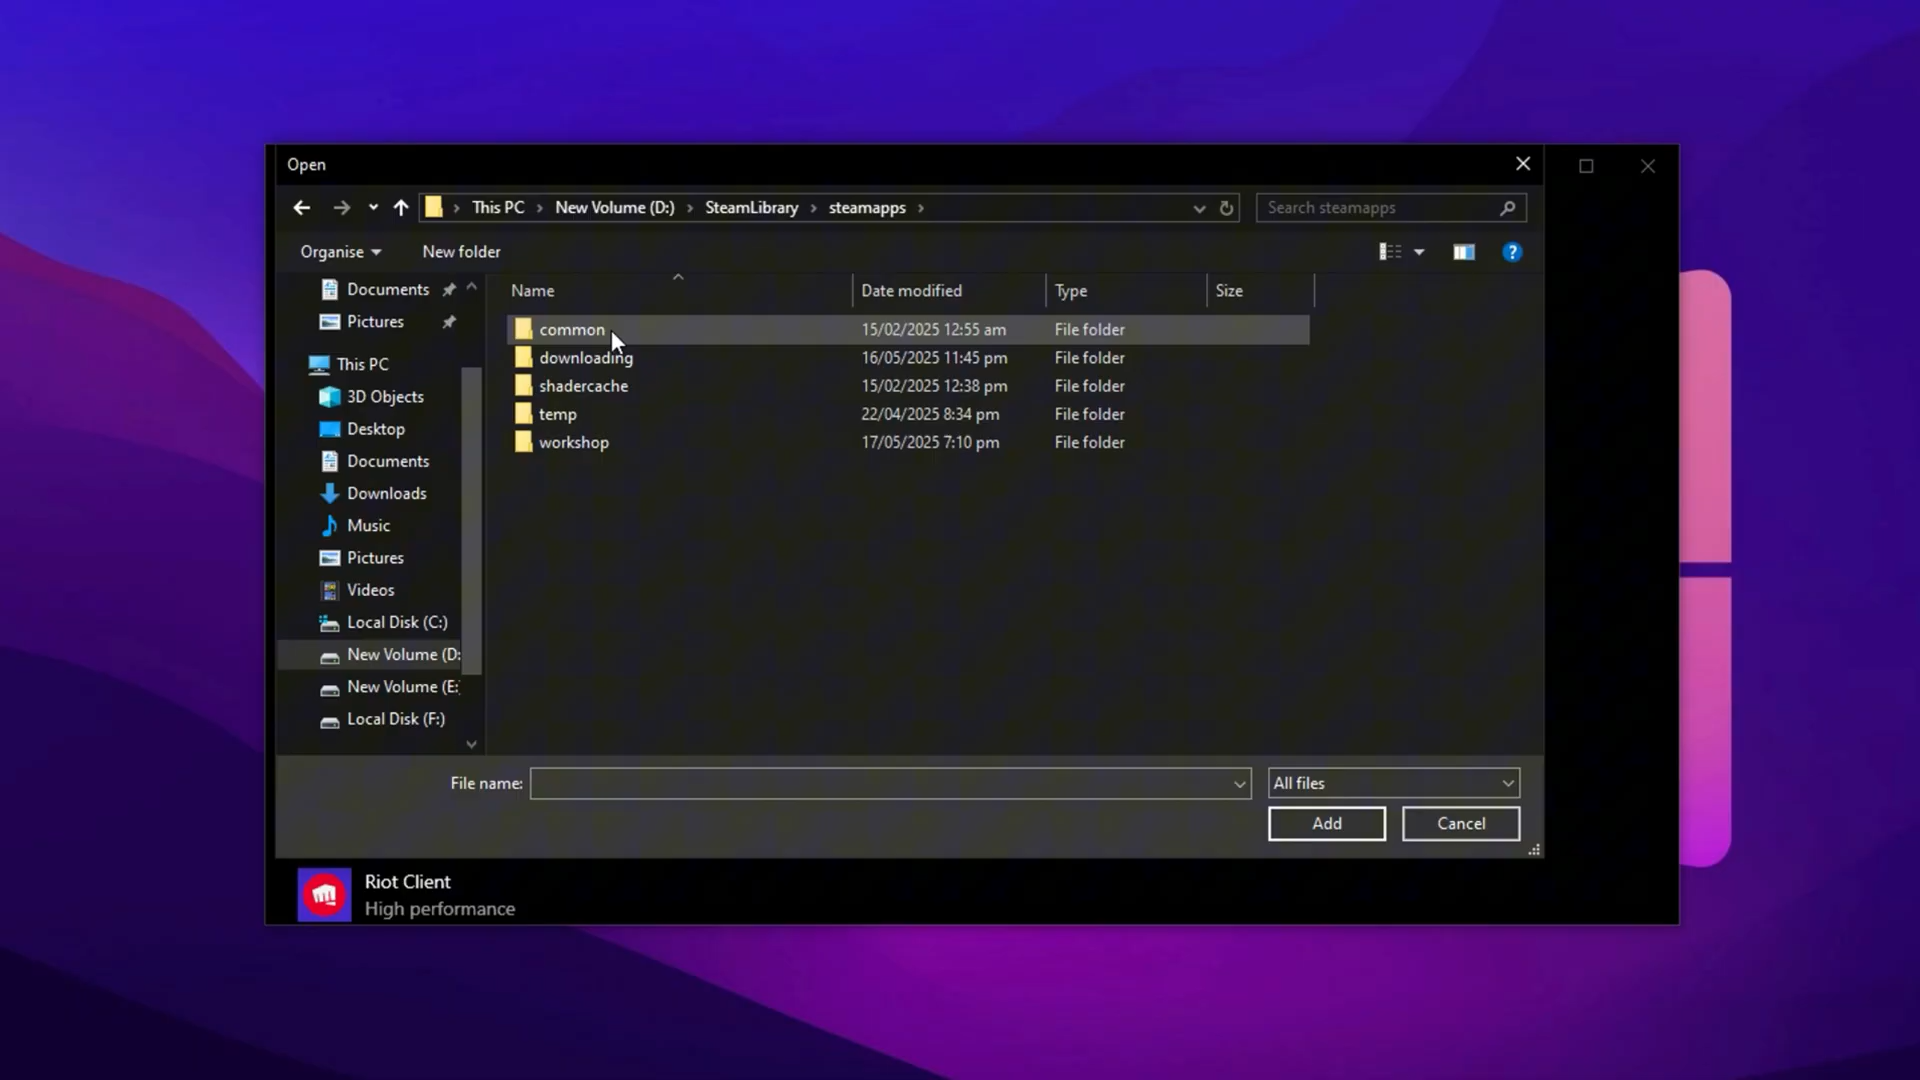 Open
This PC
New Volume (D:)
SteamLibrary
steamapps
Search steamapps
Organise
New folder
?
Documents
Pictures
This PC
3D Objects
Desktop
Documents
Downloads
Music
Pictures
Videos
Local Disk (C:)
New Volume (D:
New Volume (E:
Local Disk (F:)
Name Date modified Type Size
common 15/02/2025 12:55 am File folder
downloading 16/05/2025 11:45 pm File folder
shadercache 15/02/2025 12:38 pm File folder
temp 22/04/2025 8:34 pm File folder
workshop 17/05/2025 7:10 pm File folder
File name:
All files
Add
Cancel
Riot Client
High performance